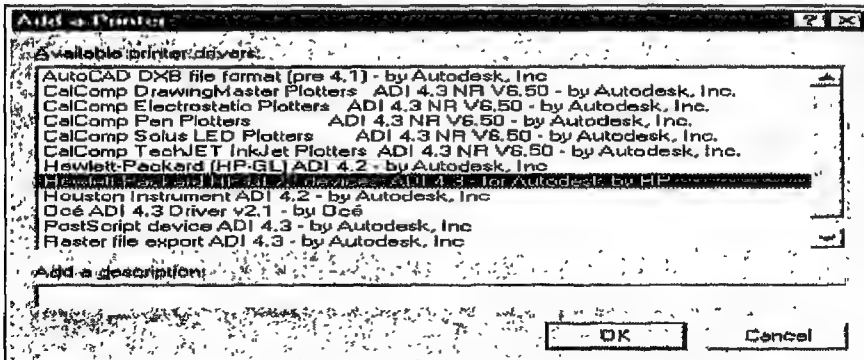 Add a Printer
Available printer drivers:
AutoCAD DXB file format (pre 4.1) - by Autodesk, Inc
CalComp DrawingMaster Plotters ADI 4.3 NR V6.50 - by Autodesk, Inc.
CalComp Electrostatic Plotters ADI 4.3 NR V6.50 - by Autodesk, Inc.
CalComp Pen Plotters ADI 4.3 NR V6.50 - by Autodesk, Inc.
CalComp Solus LED Plotters ADI 4.3 NR V6.50 - by Autodesk, Inc.
CalComp TechJET InkJet Plotters ADI 4.3 NR V6.50 - by Autodesk, Inc.
Hewlett-Packard (HP-GL) ADI 4.2 - by Autodesk, Inc
Hewlett-Packard HP-GL/2 devices, ADI 4.3 - for Autodesk by HP
Houston Instrument ADI 4.2 - by Autodesk, Inc
Océ ADI 4.3 Driver v2.1 - by Océ
PostScript device ADI 4.3 - by Autodesk, Inc
Raster file export ADI 4.3 - by Autodesk, Inc
Add a description:
OK Cancel